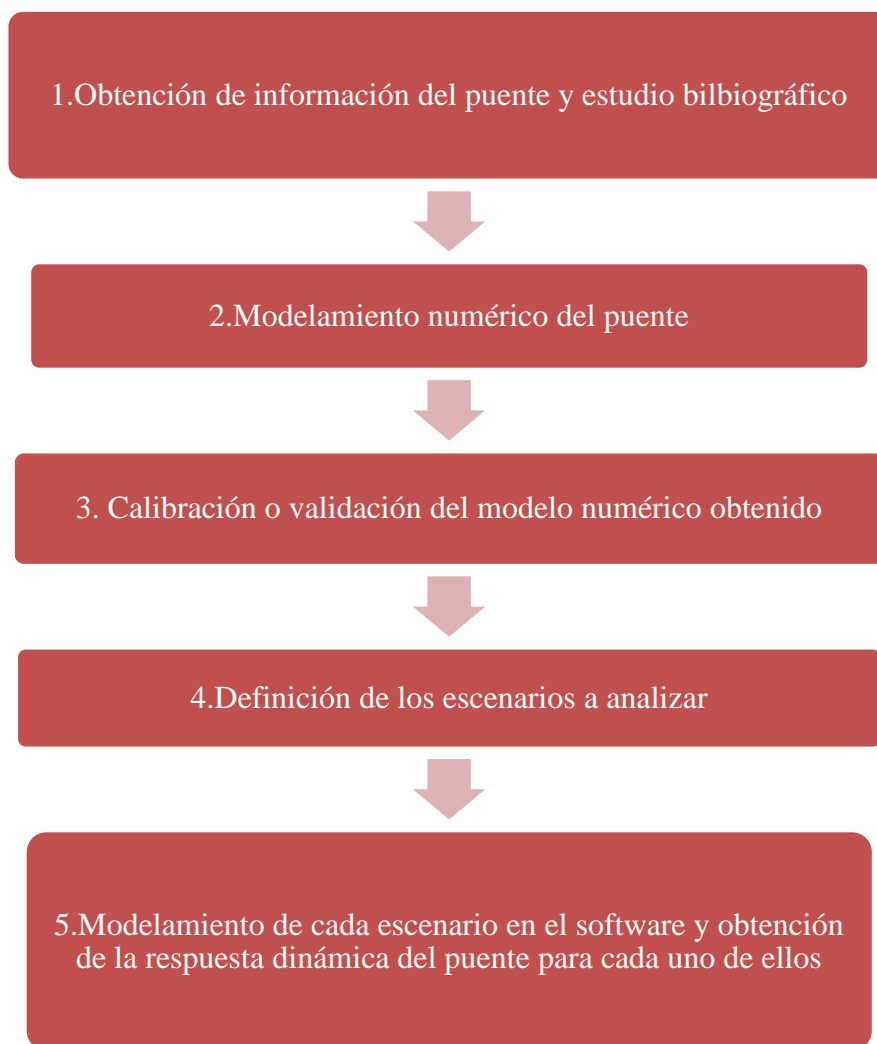 1.Obtención de información del puente y estudio bilbiográfico
2.Modelamiento numérico del puente
3. Calibración o validación del modelo numérico obtenido
4.Definición de los escenarios a analizar
5.Modelamiento de cada escenario en el software y obtención
de la respuesta dinámica del puente para cada uno de ellos